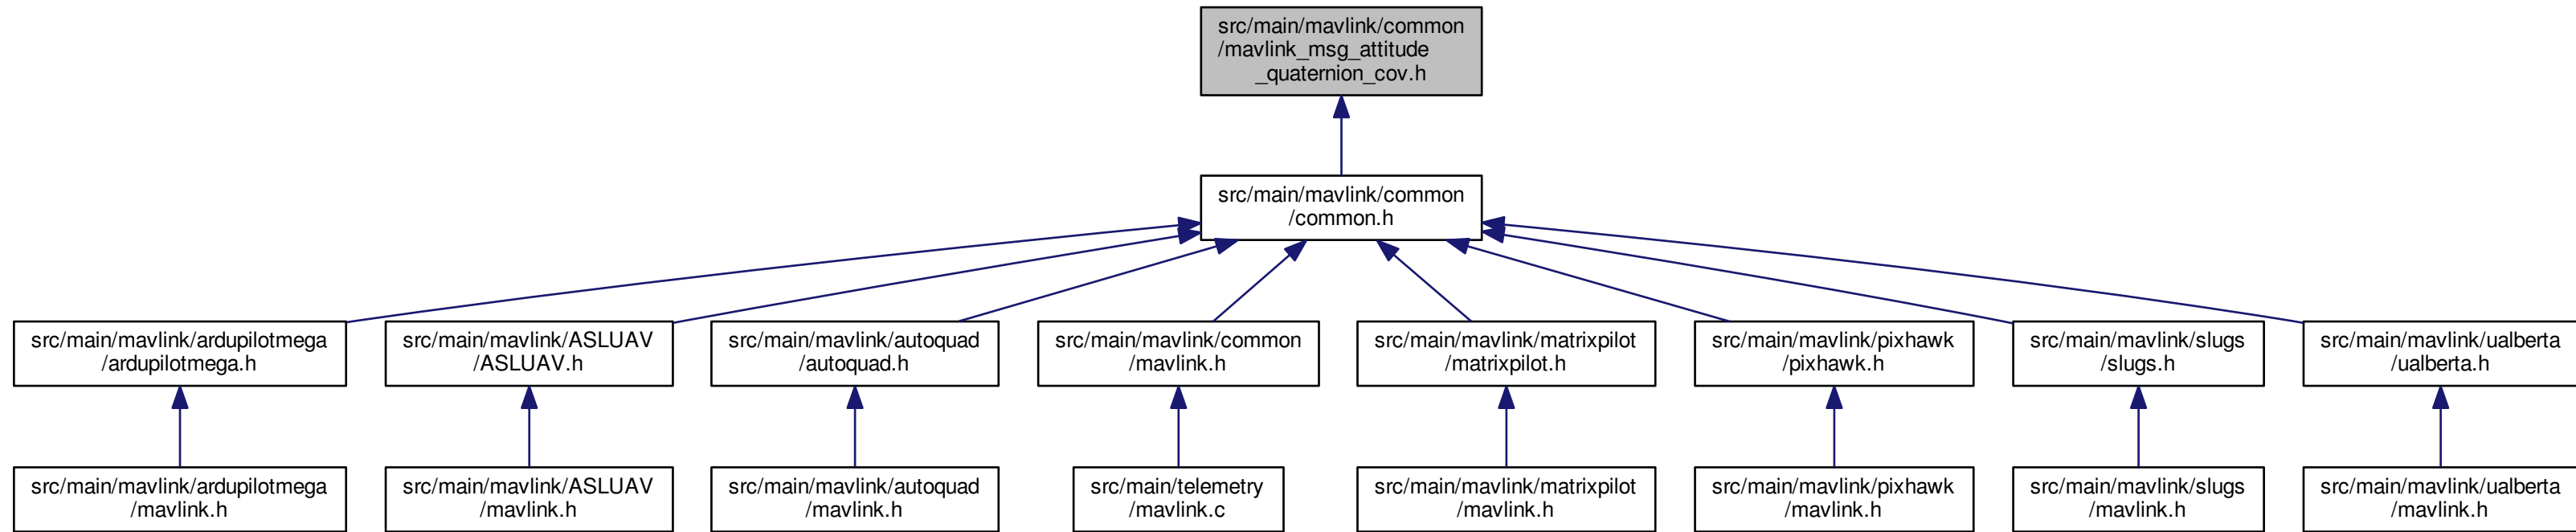 src/main/mavlink/common
/mavlink_msg_attitude
_quaternion_cov.h
src/main/mavlink/common
/common.h
src/main/mavlink/ardupilotmega
/ardupilotmega.h
src/main/mavlink/ASLUAV
/ASLUAV.h
src/main/mavlink/autoquad
/autoquad.h
src/main/mavlink/common
/mavlink.h
src/main/mavlink/matrixpilot
/matrixpilot.h
src/main/mavlink/pixhawk
/pixhawk.h
src/main/mavlink/slugs
/slugs.h
src/main/mavlink/ualberta
/ualberta.h
src/main/mavlink/ardupilotmega
/mavlink.h
src/main/mavlink/ASLUAV
/mavlink.h
src/main/mavlink/autoquad
/mavlink.h
src/main/telemetry
/mavlink.c
src/main/mavlink/matrixpilot
/mavlink.h
src/main/mavlink/pixhawk
/mavlink.h
src/main/mavlink/slugs
/mavlink.h
src/main/mavlink/ualberta
/mavlink.h